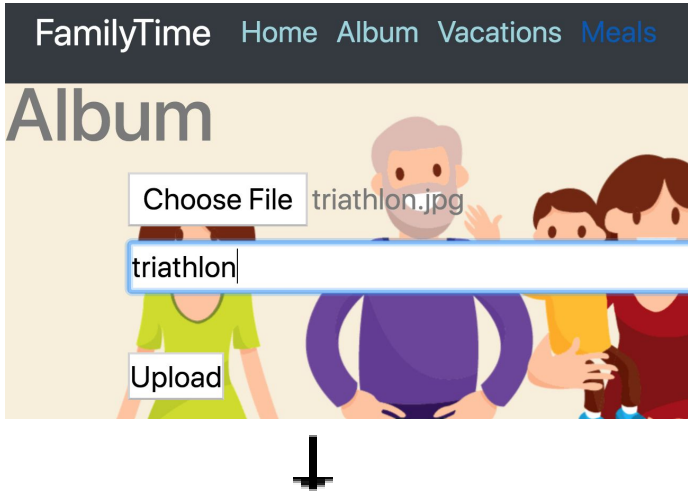 FamilyTime Home Album Vacations Meals
Album
Choose File triathlon.jpg
triathlon
Upload